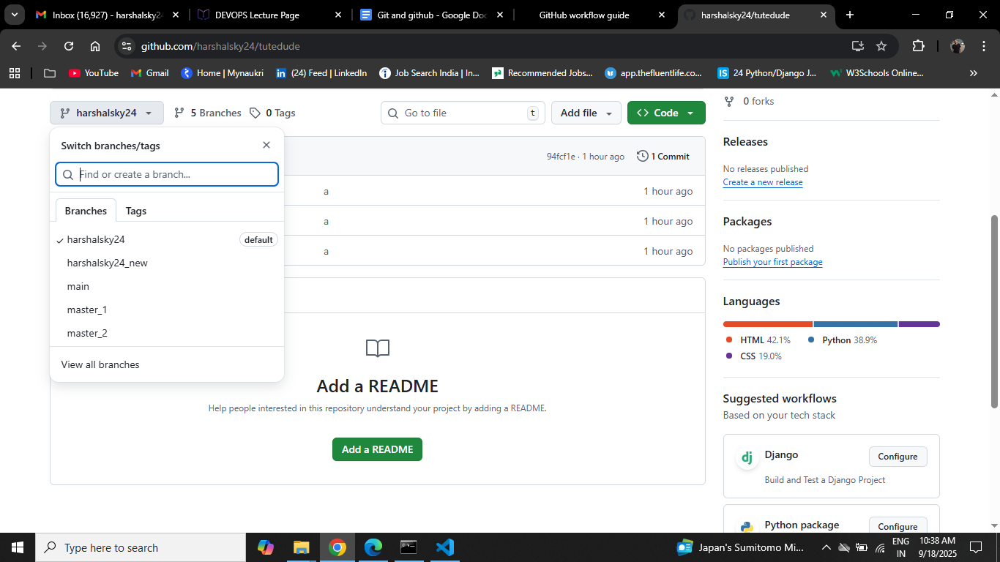 Inbox (16,927) - harshalsky24
DEVOPS Lecture Page
Git and github - Google Doc
GitHub workflow guide
harshalsky24/tutedude
github.com/harshalsky24/tutedude
YouTube
Gmail
Home | Mynaukri
(24) Feed | LinkedIn
Job Search India | In...
Recommended Jobs...
app.thefluentlife.co...
24 Python/Django J...
W3Schools Online...
harshalsky24
5 Branches
0 Tags
Go to file
t
Add file
Code
0 forks
Switch branches/tags
Find or create a branch...
Branches
Tags
harshalsky24
default
harshalsky24_new
main
master_1
master_2
View all branches
94fcf1e · 1 hour ago
1 Commit
a
1 hour ago
a
1 hour ago
a
1 hour ago
Add a README
Help people interested in this repository understand your project by adding a README.
Add a README
Releases
No releases published
Create a new release
Packages
No packages published
Publish your first package
Languages
HTML 42.1%
Python 38.9%
CSS 19.0%
Suggested workflows
Based on your tech stack
dj
Django
Configure
Build and Test a Django Project
Python package
Configure
Type here to search
Japan's Sumitomo Mi...
ENG
IN
10:38 AM
9/18/2025